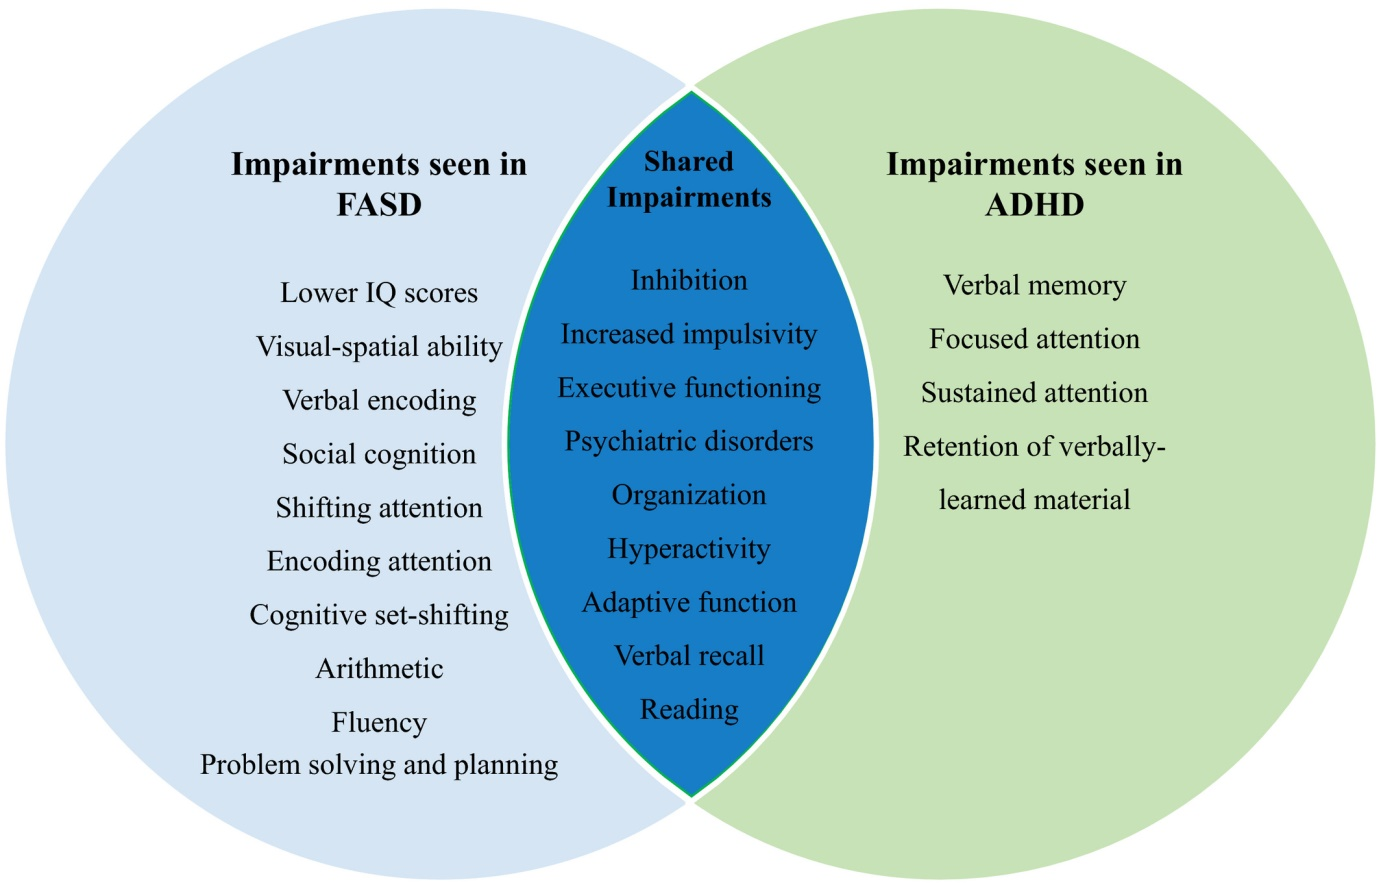 Impairments seen in
FASD
Lower IQ scores
Visual-spatial ability
Verbal encoding
Social cognition
Shifting attention
Encoding attention
Cognitive set-shifting
Arithmetic
Fluency
Problem solving and planning
Shared
Impairments
Inhibition
Increased impulsivity
Executive functioning
Psychiatric disorders
Organization
Hyperactivity
Adaptive function
Verbal recall
Reading
Impairments seen in
ADHD
Verbal memory
Focused attention
Sustained attention
Retention of verbally-
learned material